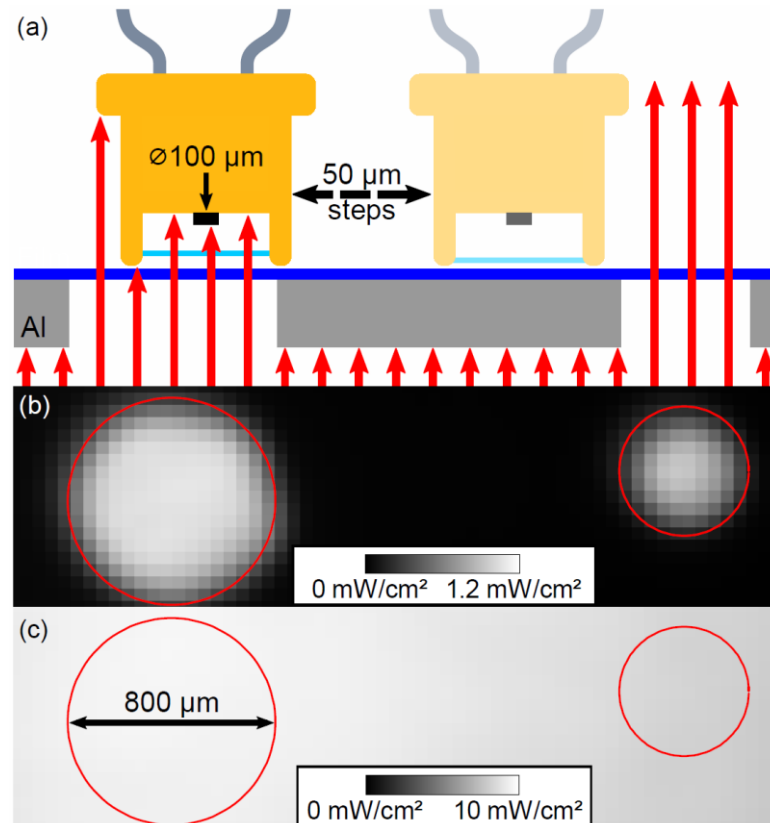 (a)
∅100 µm
50 µm
steps
Al
(b)
0 mW/cm² 1.2 mW/cm²
(c)
800 µm
0 mW/cm² 10 mW/cm²